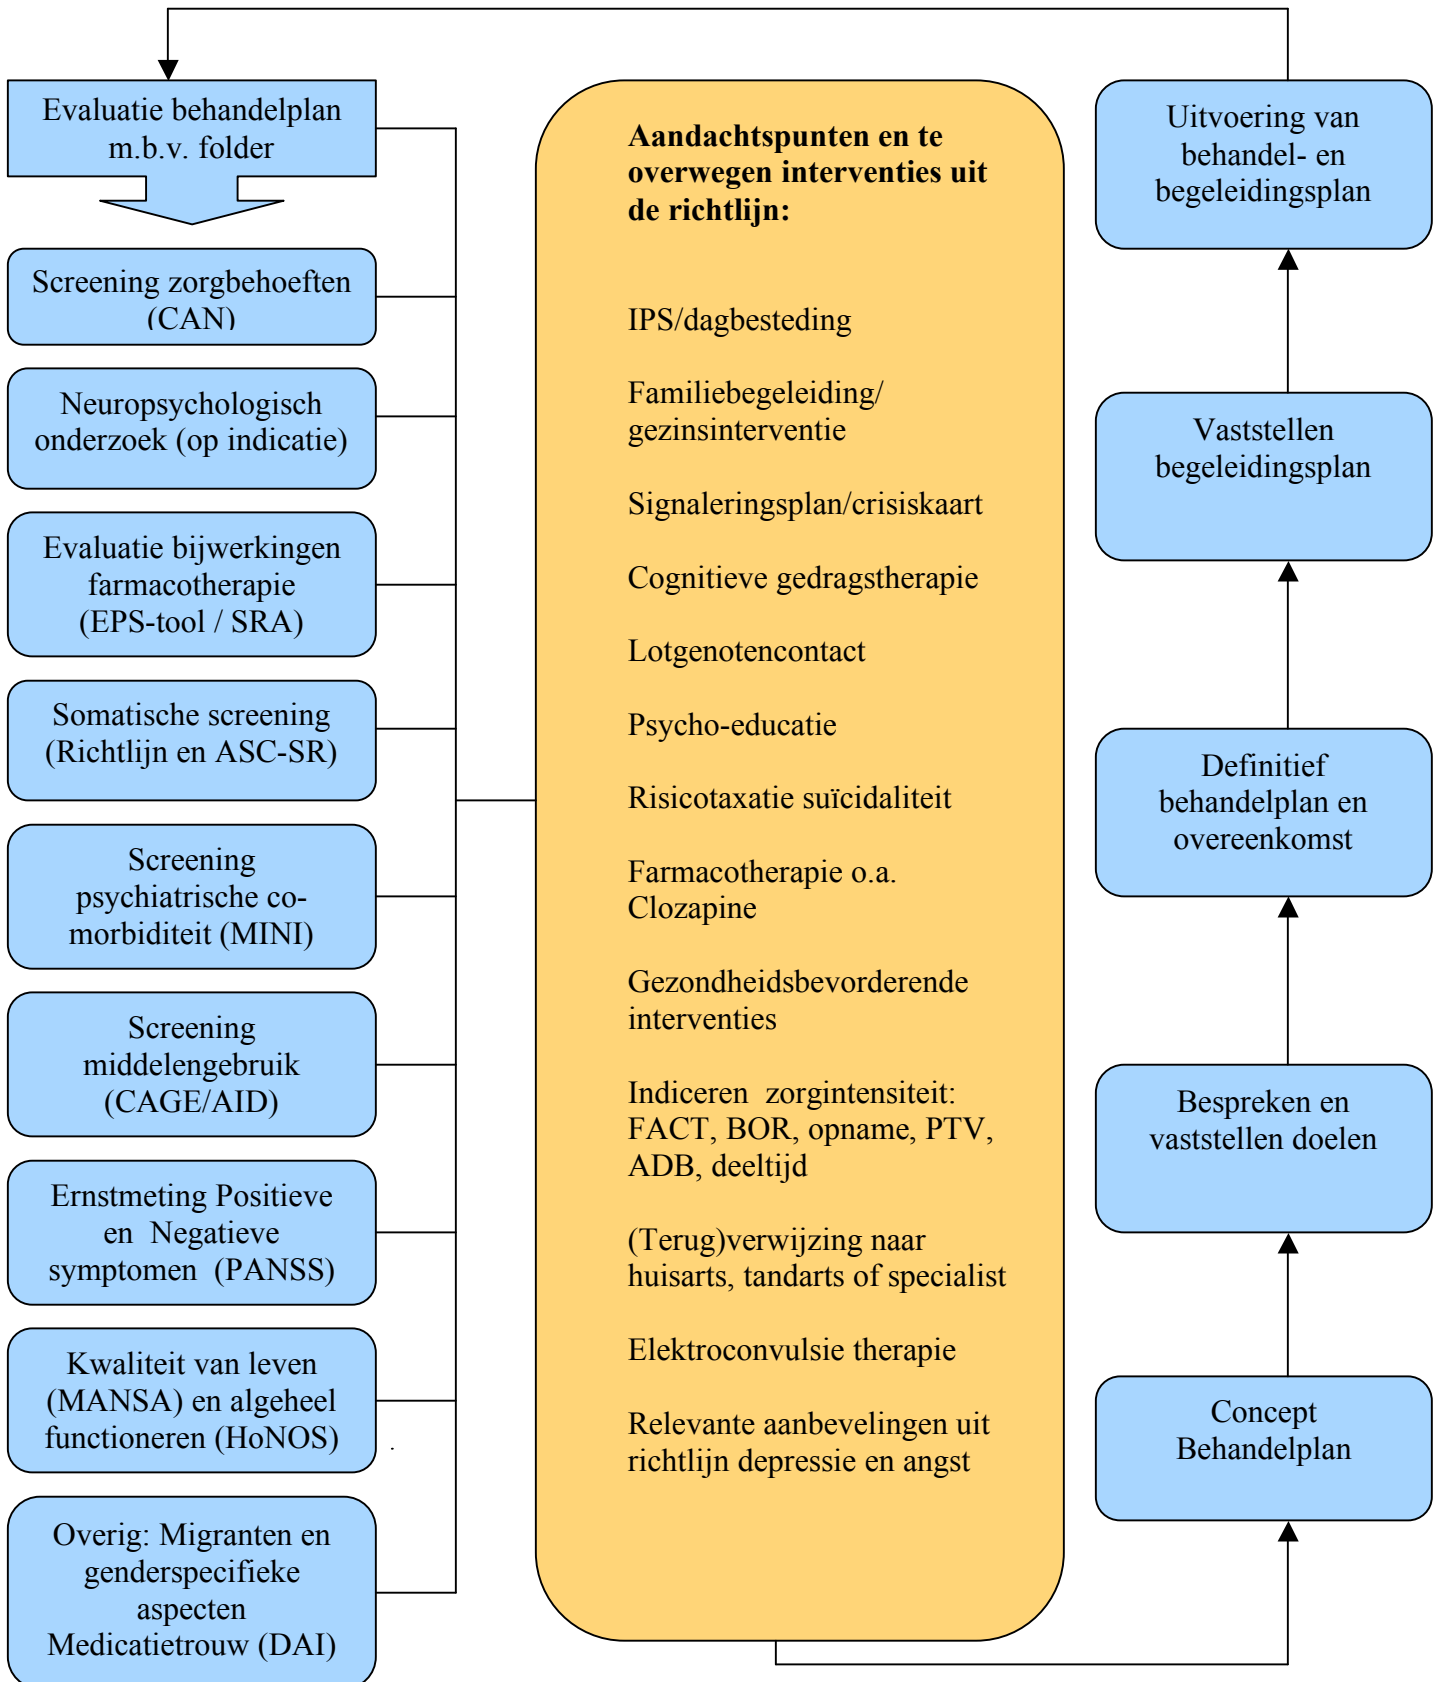 Evaluatie behandelplan
m.b.v. folder
Screening zorgbehoeften
(CAN)
Neuropsychologisch
onderzoek (op indicatie)
Evaluatie bijwerkingen
farmacotherapie
(EPS-tool / SRA)
Somatische screening
(Richtlijn en ASC-SR)
Screening
psychiatrische co-
morbiditeit (MINI)
Screening
middelengebruik
(CAGE/AID)
Ernstmeting Positieve
en  Negatieve
symptomen  (PANSS)
Kwaliteit van leven
(MANSA) en algeheel
functioneren (HoNOS)
Overig: Migranten en
genderspecifieke
aspecten
Medicatietrouw (DAI)
Aandachtspunten en te
overwegen interventies uit
de richtlijn:
IPS/dagbesteding
Familiebegeleiding/
gezinsinterventie
Signaleringsplan/crisiskaart
Cognitieve gedragstherapie
Lotgenotencontact
Psycho-educatie
Risicotaxatie suïcidaliteit
Farmacotherapie o.a.
Clozapine
Gezondheidsbevorderende
interventies
Indiceren  zorgintensiteit:
FACT, BOR, opname, PTV,
ADB, deeltijd
(Terug)verwijzing naar
huisarts, tandarts of specialist
Elektroconvulsie therapie
Relevante aanbevelingen uit
richtlijn depressie en angst
Uitvoering van
behandel- en
begeleidingsplan
Vaststellen
begeleidingsplan
Definitief
behandelplan en
overeenkomst
Bespreken en
vaststellen doelen
Concept
Behandelplan